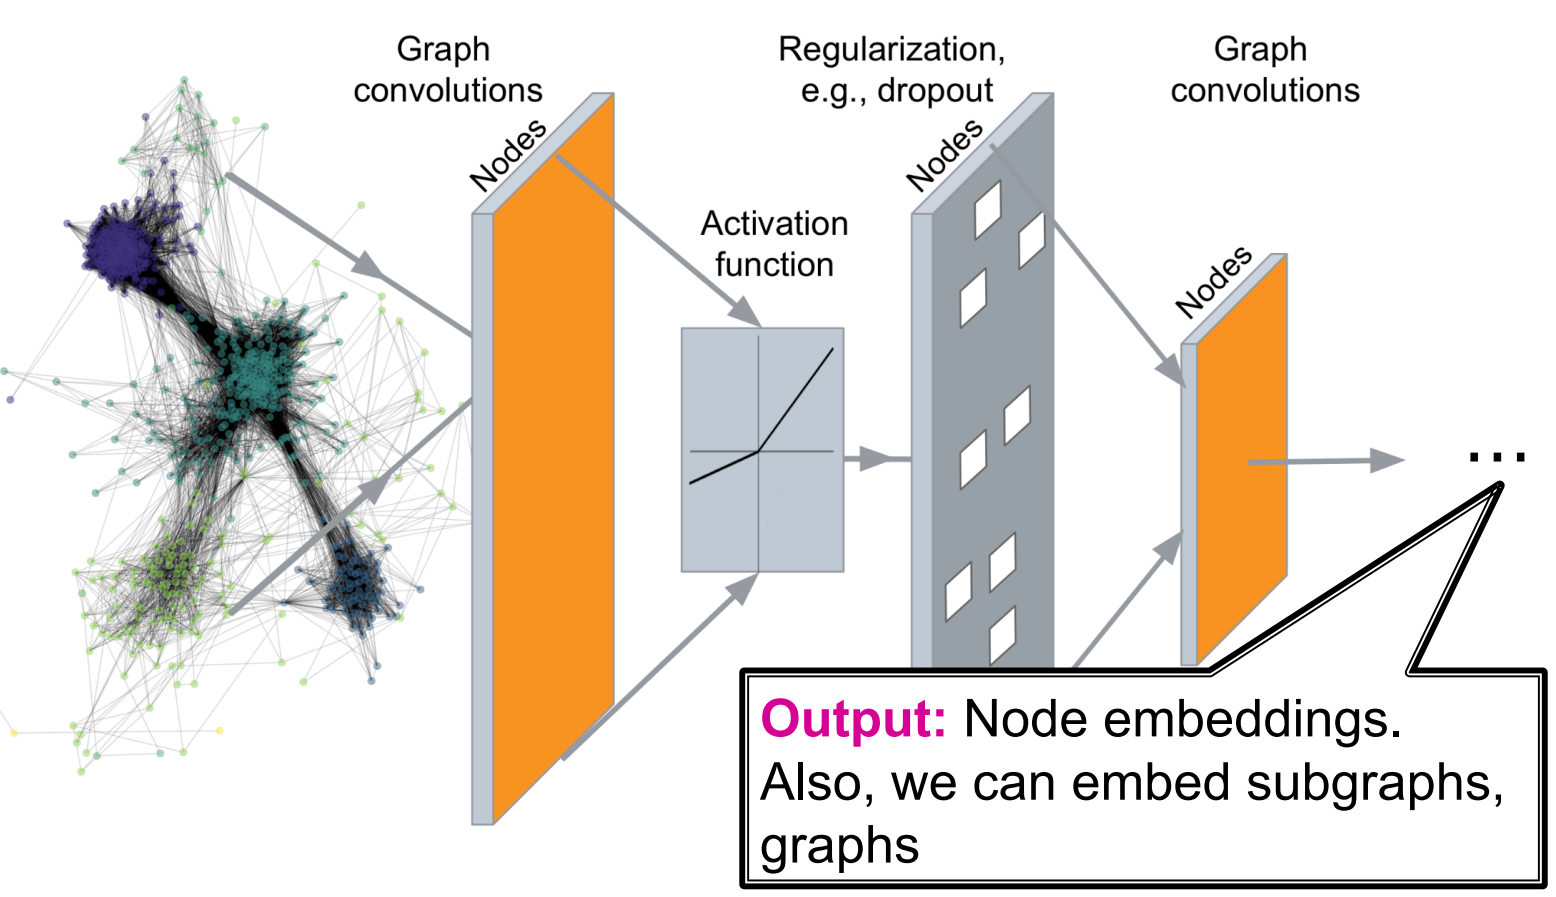 Graph
convolutions
Nodes
Activation
function
Regularization,
e.g., dropout
Nodes
Graph
convolutions
Nodes
...
Output: Node embeddings.
Also, we can embed subgraphs,
graphs